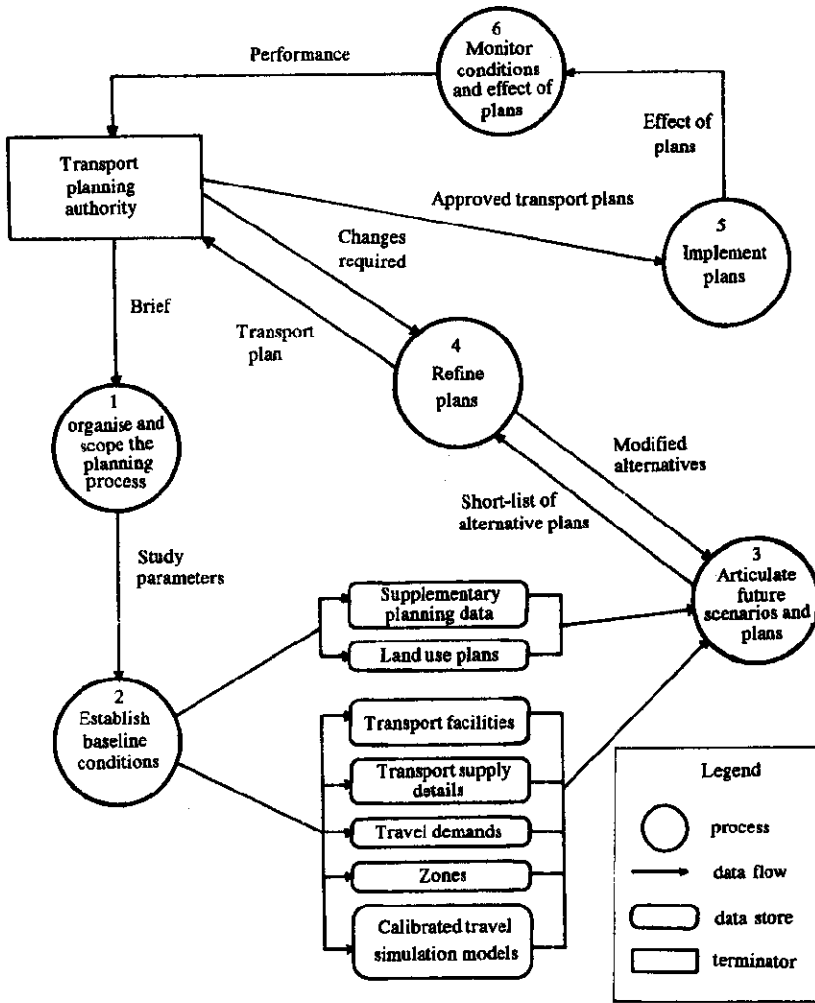 6
Monitor
conditions
and effect of
plans
Performance
Effect of
plans
Transport
planning
authority
Approved transport plans
5
Implement
plans
Changes
required
Brief
Transport
plan
4
Refine
plans
1
organise and
scope the
planning
process
Modified
alternatives
Short-list of
alternative plans
3
Articulate
future
scenarios and
plans
Study
parameters
Supplementary
planning data
Land use plans
2
Establish
baseline
conditions
Transport facilities
Transport supply
details
Travel demands
Zones
Calibrated travel
simulation models
Legend
process
data flow
data store
terminator